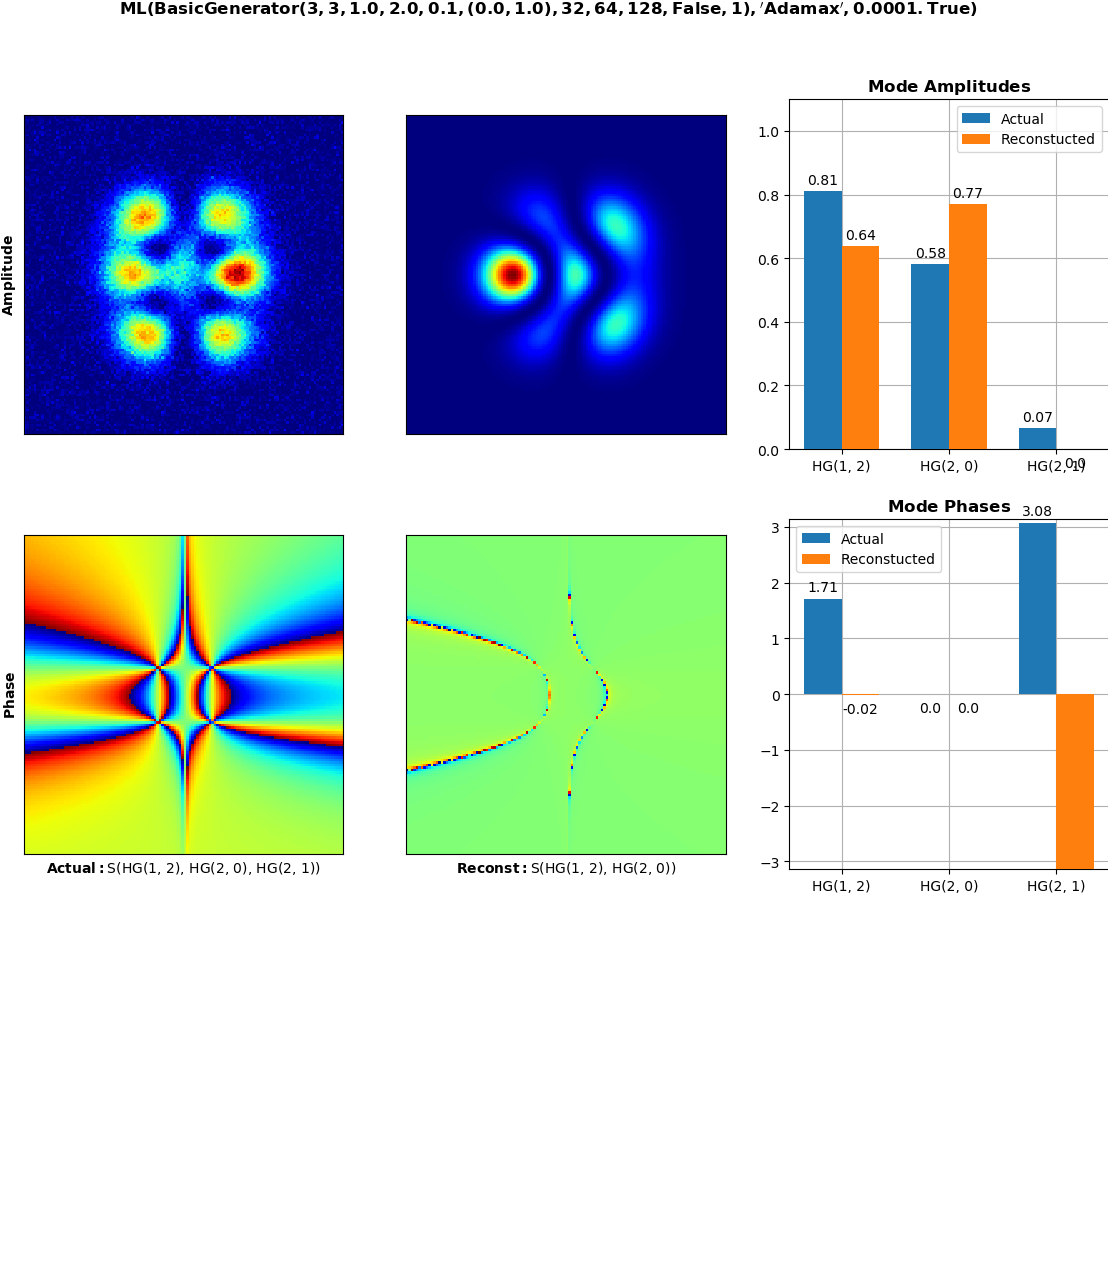 ML(BasicGenerator(3, 3, 1.0, 2.0, 0.1, (0.0, 1.0), 32, 64, 128, False, 1), 'Adamax', 0.0001. True)
Mode Amplitudes
Amplitude
1.0
0.8
0.6
0.4
0.2
0.0
Actual
Reconstucted
0.81
0.64
0.58
0.77
0.07
0.0
HG(1, 2)
HG(2, 0)
HG(2, 1)
Mode Phases
Phase
3
2
1
0
−1
−2
−3
Actual
Reconstucted
1.71
-0.02
0.0
0.0
3.08
HG(1, 2)
HG(2, 0)
HG(2, 1)
Actual: S(HG(1, 2), HG(2, 0), HG(2, 1))
Reconst: S(HG(1, 2), HG(2, 0))